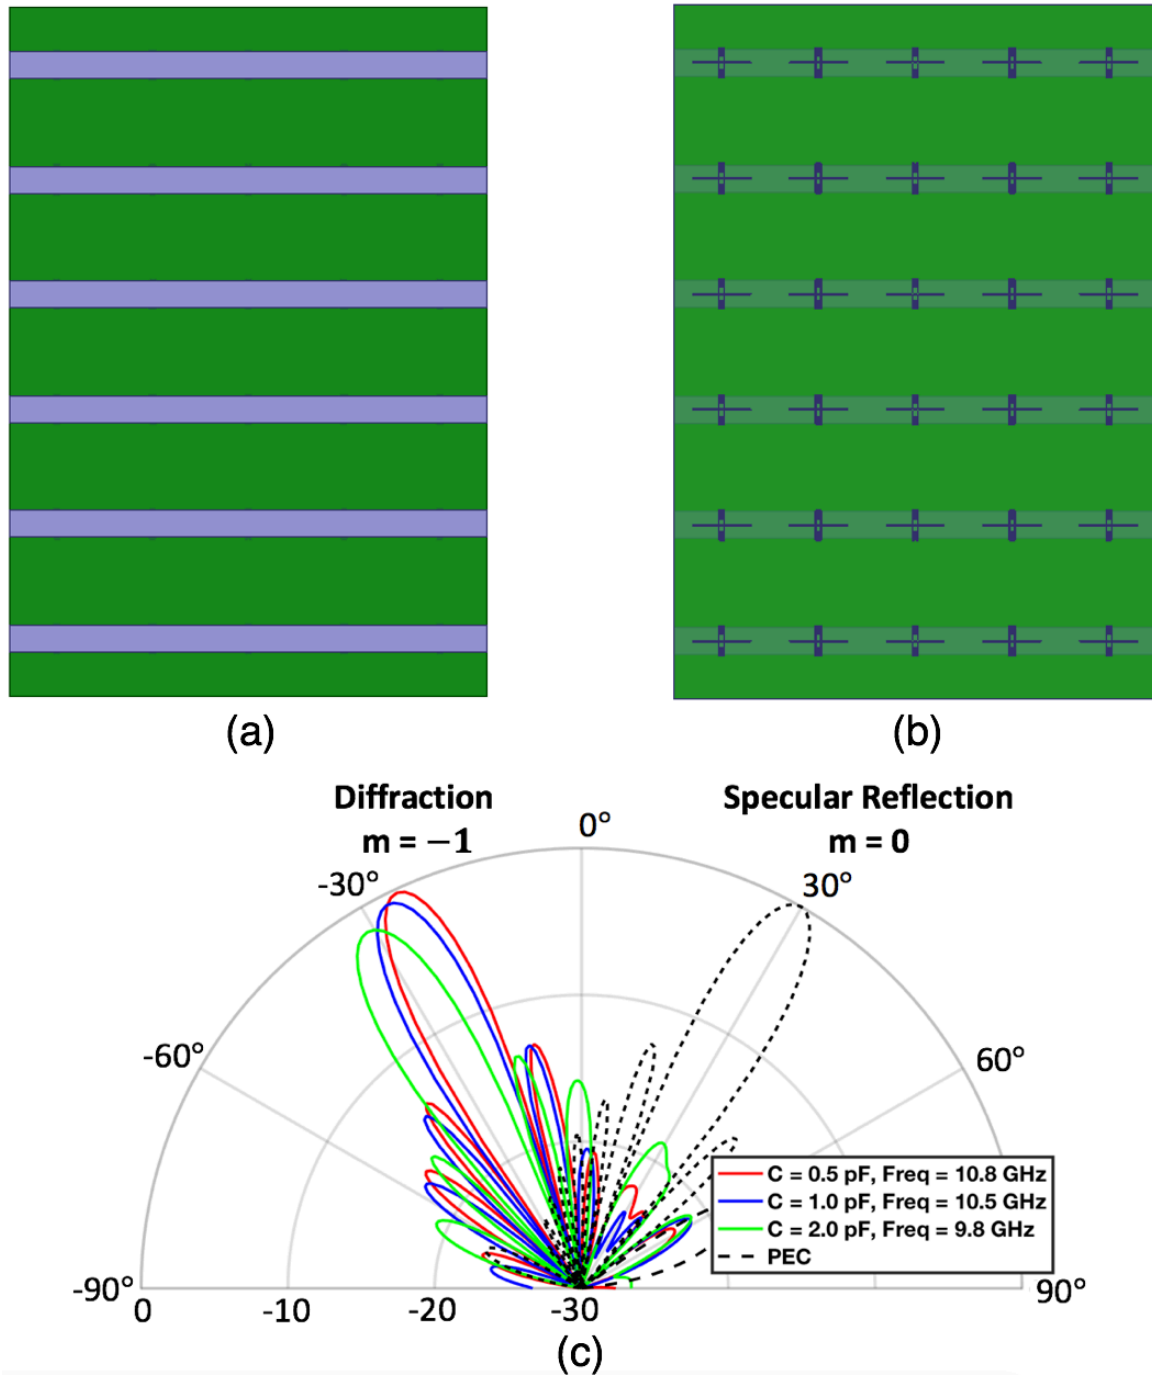 (a)
(b)
Diffraction
m = −1
Specular Reflection
m = 0
0°
-30°
30°
-60°
60°
-90°
90°
0
-10
-20
-30
C = 0.5 pF, Freq = 10.8 GHz
C = 1.0 pF, Freq = 10.5 GHz
C = 2.0 pF, Freq = 9.8 GHz
PEC
(c)